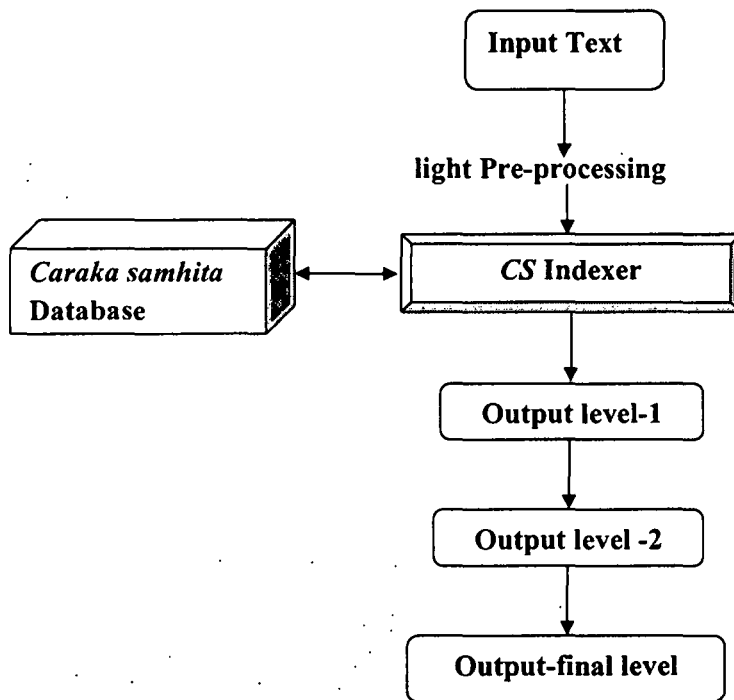 Input Text
light Pre-processing
Caraka samhita
Database
CS Indexer
Output level-1
Output level -2
Output-final level